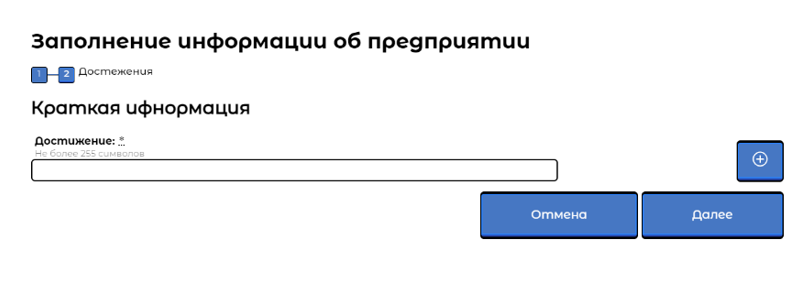 Заполнение информации об предприятии
1 2 Достежения
Краткая ифнормация
Достижение: *
Не более 255 символов
Отмена Далее